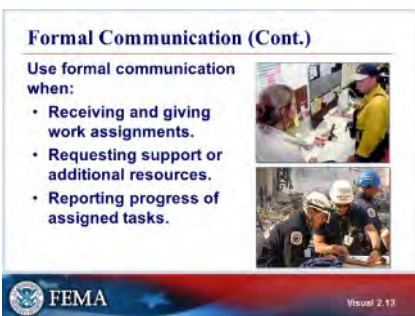 Formal Communication (Cont.)
Use formal communication
when:
• Receiving and giving
work assignments.
• Requesting support or
additional resources.
• Reporting progress of
assigned tasks.
FEMA
Visual 2.13